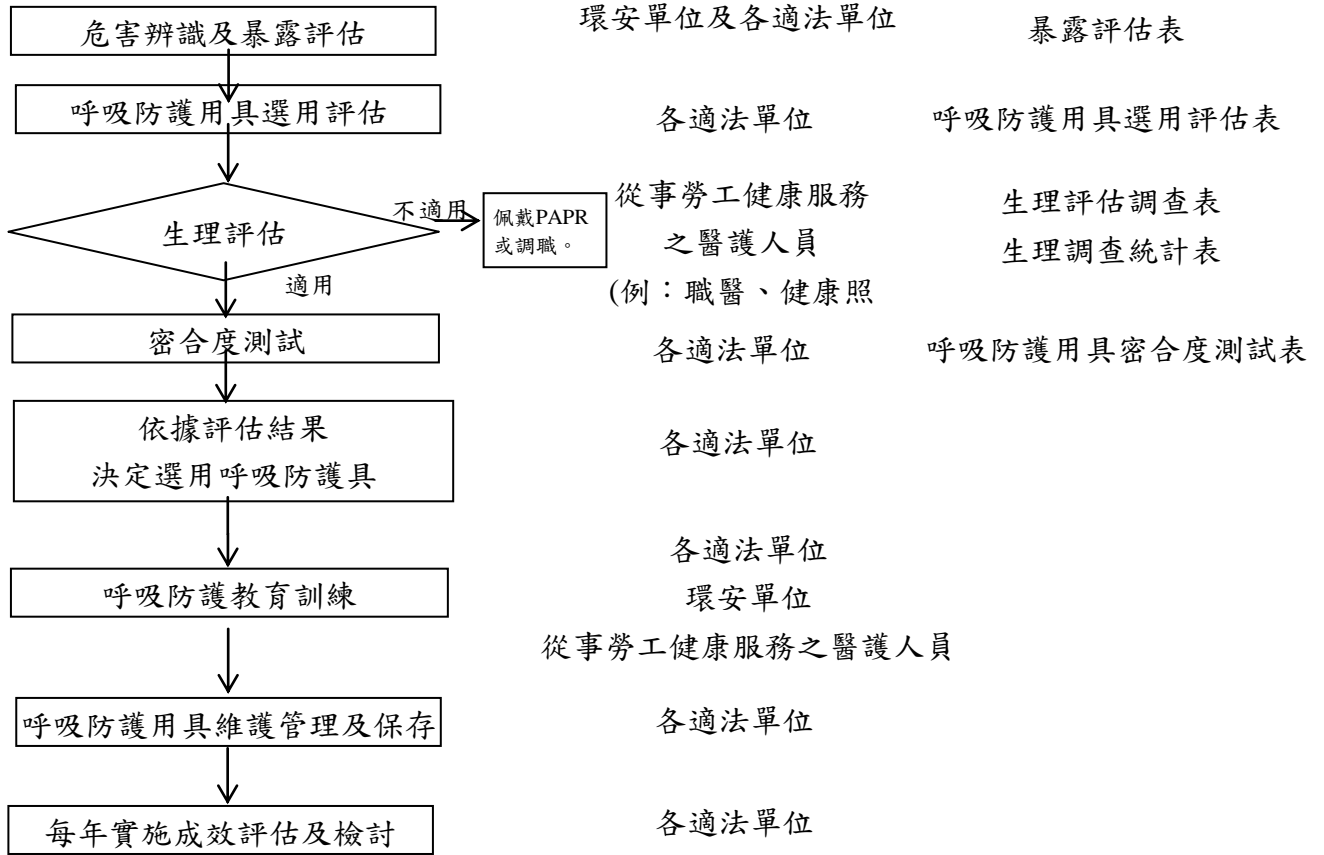 危害辨識及暴露評估
環安單位及各適法單位
暴露評估表
呼吸防護用具選用評估
各適法單位
呼吸防護用具選用評估表
生理評估
不適用
佩戴PAPR
或調職。
適用
從事勞工健康服務
之醫護人員
(例：職醫、健康照
生理評估調查表
生理調查統計表
密合度測試
各適法單位
呼吸防護用具密合度測試表
依據評估結果
決定選用呼吸防護具
各適法單位
呼吸防護教育訓練
各適法單位
環安單位
從事勞工健康服務之醫護人員
呼吸防護用具維護管理及保存
各適法單位
每年實施成效評估及檢討
各適法單位